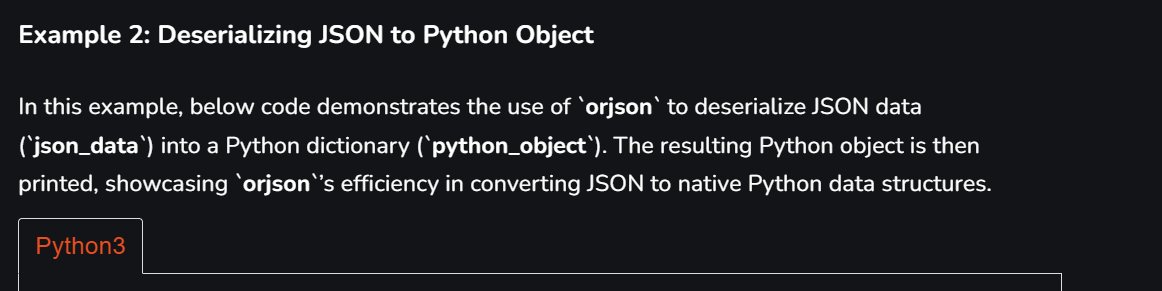 Example 2: Deserializing JSON to Python Object
In this example, below code demonstrates the use of `orjson` to deserialize JSON data
(`json_data`) into a Python dictionary (`python_object`). The resulting Python object is then
printed, showcasing `orjson`’s efficiency in converting JSON to native Python data structures.
Python3